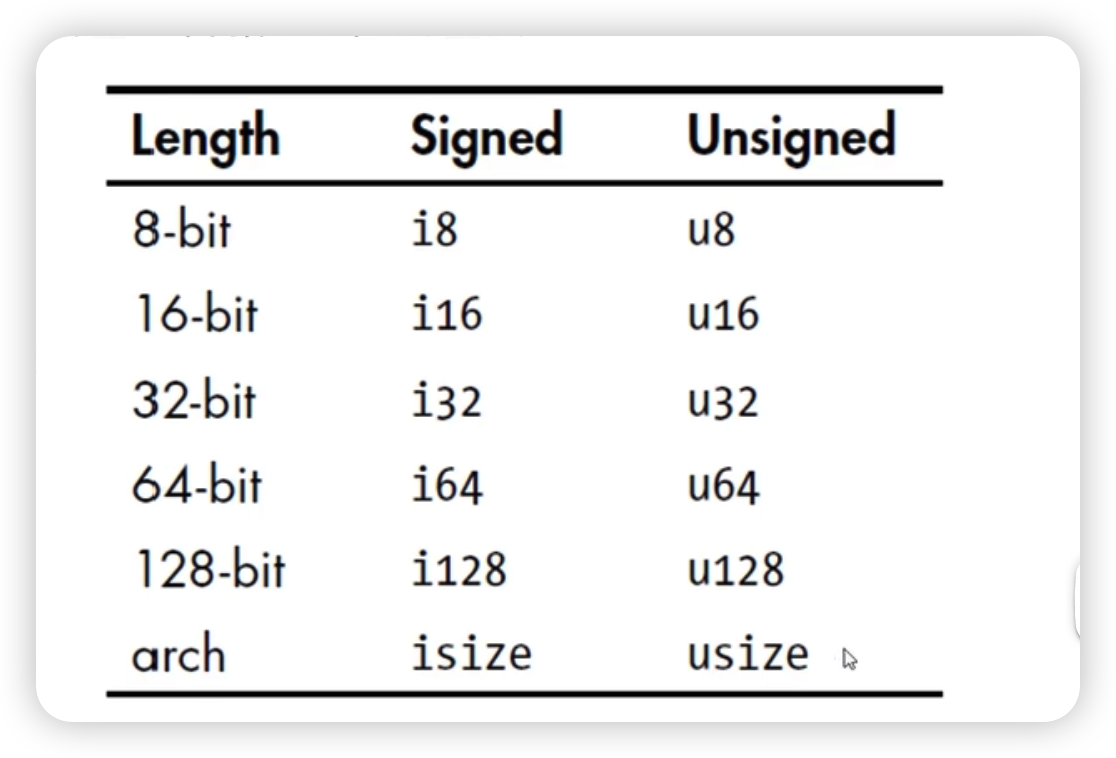 Length Signed Unsigned
8-bit i8 u8
16-bit i16 u16
32-bit i32 u32
64-bit i64 u64
128-bit i128 u128
arch isize usize